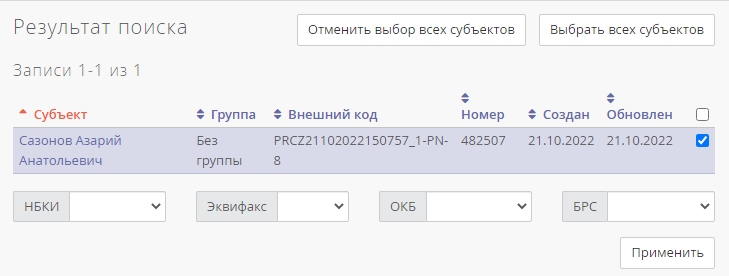 Результат поиска
Отменить выбор всех субъектов
Выбрать всех субъектов
Записи 1-1 из 1
Субъект Группа Внешний код Номер Создан Обновлен
Сазонов Азарий Без PRCZ21102022150757_1-PN- 482507 21.10.2022 21.10.2022
Анатольевич группы 8
НБКИ Эквифакс ОКБ БРС
Применить